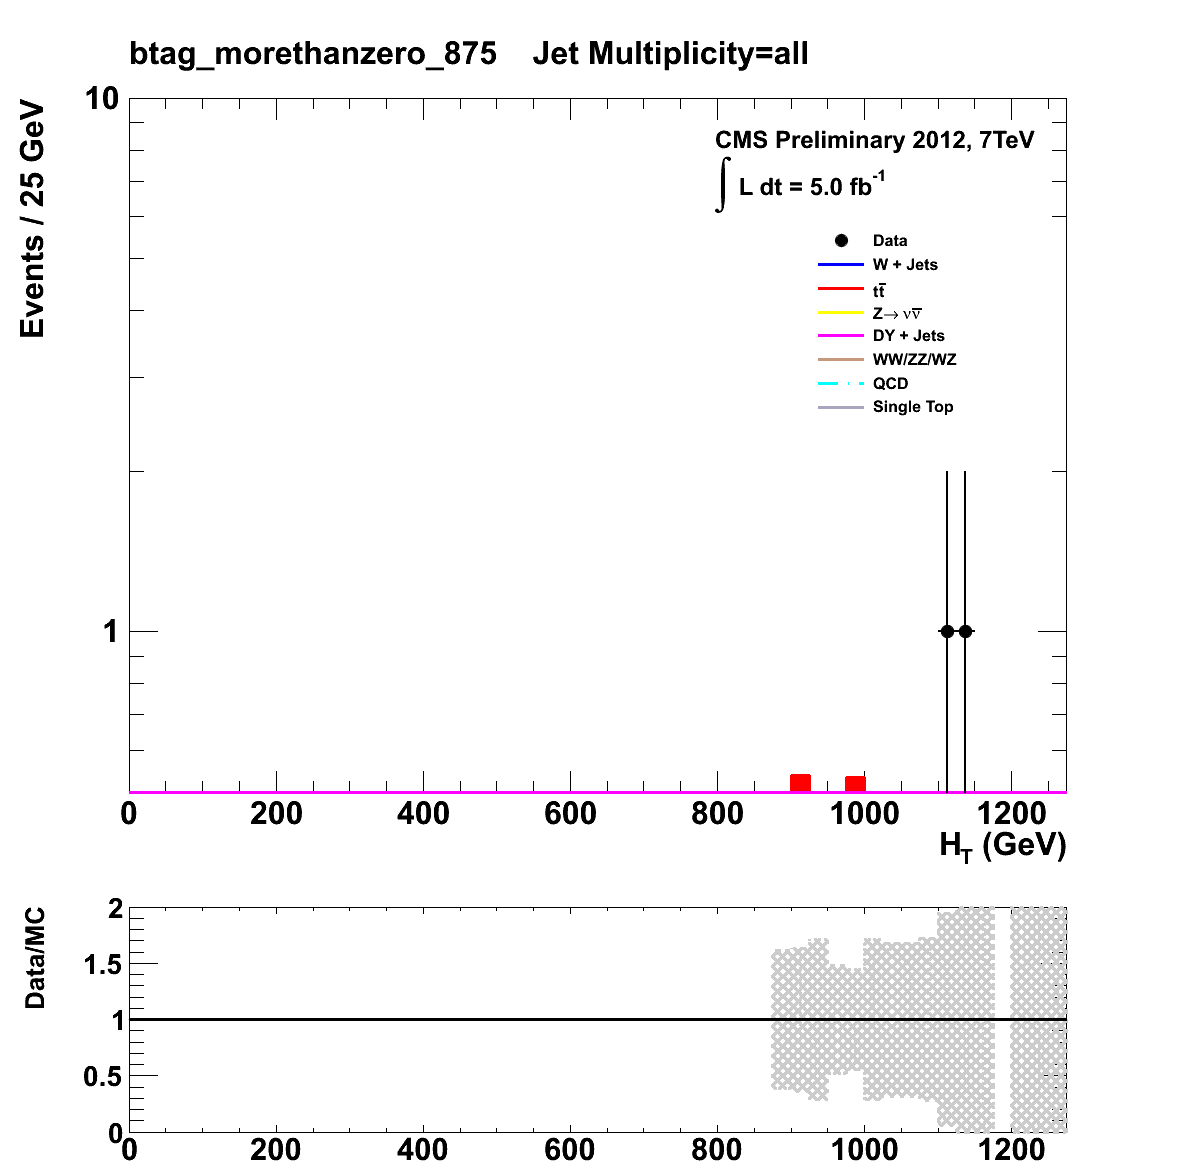 btag_morethanzero_875    Jet Multiplicity=all
10
Events / 25 GeV
CMS Preliminary 2012, 7TeV
∫ L dt = 5.0 fb⁻¹
Data
W + Jets
tt̅
Z→ νν̅
DY + Jets
WW/ZZ/WZ
QCD
Single Top
1
0 200 400 600 800 1000 1200
H_T (GeV)
Data/MC
2
1.5
1
0.5
0
0 200 400 600 800 1000 1200